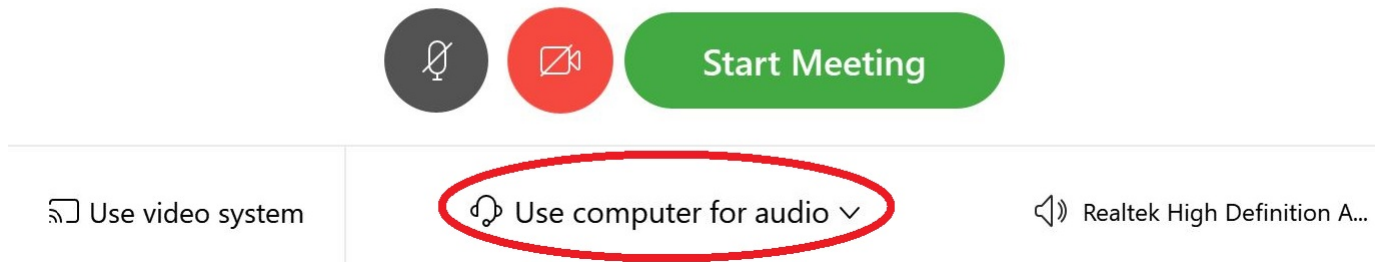 Start Meeting
Use video system
Use computer for audio
Realtek High Definition A...